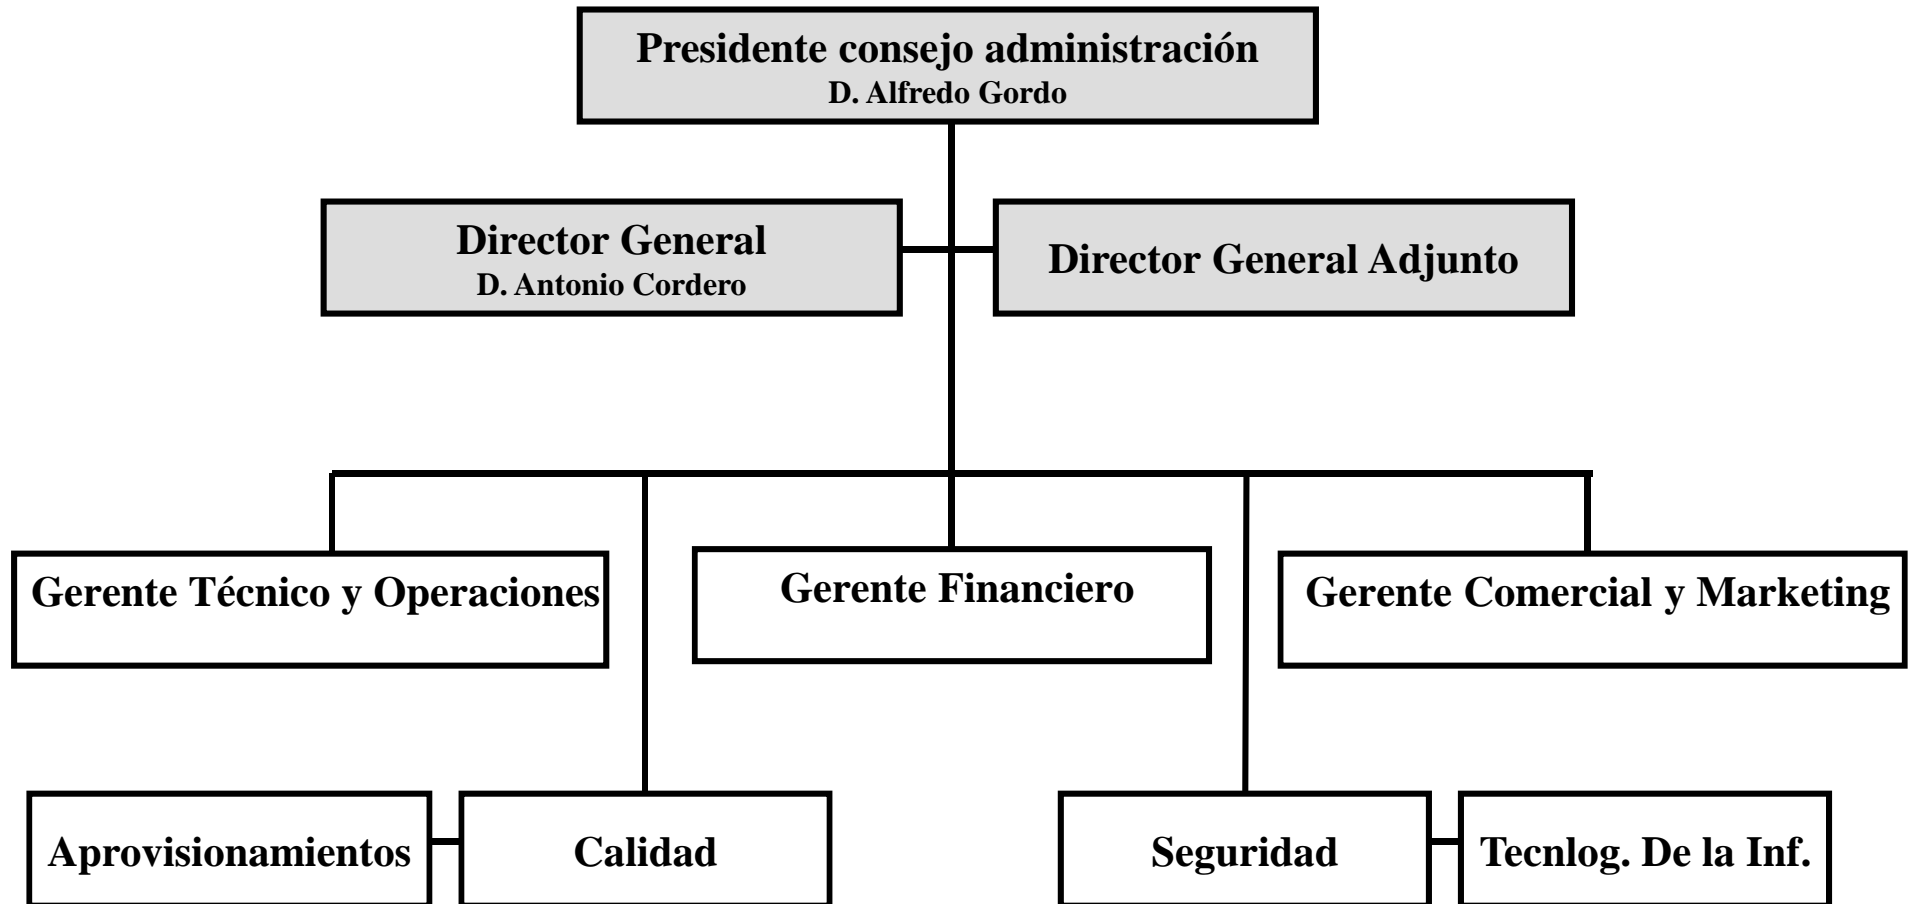 Presidente consejo administración
D. Alfredo Gordo
Director General
D. Antonio Cordero
Director General Adjunto
Gerente Técnico y Operaciones
Gerente Financiero
Gerente Comercial y Marketing
Aprovisionamientos
Calidad
Seguridad
Tecnlog. De la Inf.